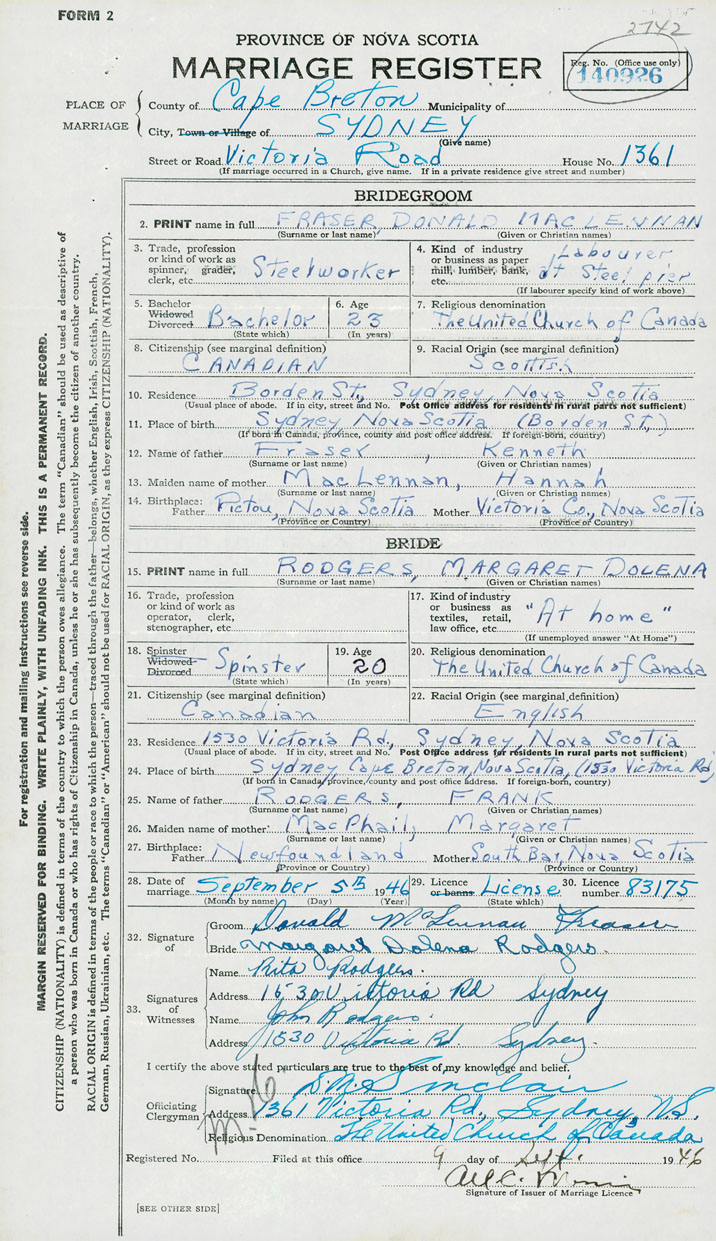 FORM 2
2742
PROVINCE OF NOVA SCOTIA
MARRIAGE REGISTER
Reg. No. (Office use only)
140926
PLACE OF MARRIAGE
County of Cape Breton Municipality of
City, Town or Village of SYDNEY
(Give name)
Street or Road Victoria Road House No. 1361
(If marriage occurred in a Church, give name. If in a private residence give street and number)
BRIDEGROOM
2. PRINT name in full FRASER, DONALD MACLENNAN
(Surname or last name) (Given or Christian names)
3. Trade, profession or kind of work as spinner, grader, clerk, etc. Steelworker
4. Kind of industry or business as paper mill, lumber, bank, etc. Labourer at Steel pier
(If labourer specify kind of work above)
5. Bachelor Widowed Divorced Bachelor
(State which)
6. Age 23
(In years)
7. Religious denomination
The United Church of Canada
8. Citizenship (see marginal definition)
CANADIAN
9. Racial Origin (see marginal definition)
Scottish
10. Residence Borden St., Sydney, Nova Scotia
(Usual place of abode. If in city, street and No. Post Office address for residents in rural parts not sufficient)
11. Place of birth Sydney, Nova Scotia (Borden St.,)
(If born in Canada, province, county and post office address. If foreign-born, country)
12. Name of father Fraser, Kenneth
(Surname or last name) (Given or Christian names)
13. Maiden name of mother MacLennan, Hannah
(Surname or last name) (Given or Christian names)
14. Birthplace: Father Pictou, Nova Scotia Mother Victoria Co., Nova Scotia
(Province or Country) (Province or Country)
BRIDE
15. PRINT name in full RODGERS, MARGARET DOLENA
(Surname or last name) (Given or Christian names)
16. Trade, profession or kind of work as operator, clerk, stenographer, etc.
17. Kind of industry or business as textiles, retail, law office, etc. "At home"
(If unemployed answer "At Home")
18. Spinster Widowed Divorced Spinster
(State which)
19. Age 20
(In years)
20. Religious denomination
The United Church of Canada
21. Citizenship (see marginal definition)
Canadian
22. Racial Origin (see marginal definition)
English
23. Residence 1530 Victoria Rd., Sydney, Nova Scotia
(Usual place of abode. If in city, street and No. Post Office address for residents in rural parts not sufficient)
24. Place of birth Sydney, Cape Breton, Nova Scotia, (1530 Victoria Rd)
(If born in Canada, province, county and post office address. If foreign-born, country)
25. Name of father RODGERS, FRANK
(Surname or last name) (Given or Christian names)
26. Maiden name of mother MacPhail, Margaret
(Surname or last name) (Given or Christian names)
27. Birthplace: Father Newfoundland Mother South Bar, Nova Scotia
(Province or Country) (Province or Country)
28. Date of marriage September 5th 1946
(Month by name) (Day) (Year)
29. Licence or banns License
(State which)
30. Licence number 83175
32. Signature of
Groom Donald McLennan Fraser
Bride Margaret Dolena Rodgers.
33. Signatures of Witnesses
Name Rita Rodgers.
Address 1530 Victoria Rd Sydney
Name John Rodgers.
Address 1530 Victoria Rd. Sydney.
I certify the above stated particulars are true to the best of my knowledge and belief.
Officiating Clergyman
Signature Sinclair
Address 1361 Victoria Rd., Sydney, N.S.
Religious Denomination The United Church of Canada
Registered No. Filed at this office 9 day of Sept. 1946
Signature of Issuer of Marriage Licence
[SEE OTHER SIDE]
For registration and mailing instructions see reverse side.
MARGIN RESERVED FOR BINDING. WRITE PLAINLY, WITH UNFADING INK. THIS IS A PERMANENT RECORD.
CITIZENSHIP (NATIONALITY) is defined in terms of the country to which the person owes allegiance. The term "Canadian" should be used as descriptive of
a person who was born in Canada or who has rights of Citizenship in Canada, unless he or she has subsequently become the citizen of another country.
RACIAL ORIGIN is defined in terms of the people or race to which the person—traced through the father—belongs, whether English, Irish, Scottish, French,
German, Russian, Ukrainian, etc. The terms "Canadian" or "American" should not be used for RACIAL ORIGIN, as they express CITIZENSHIP (NATIONALITY).